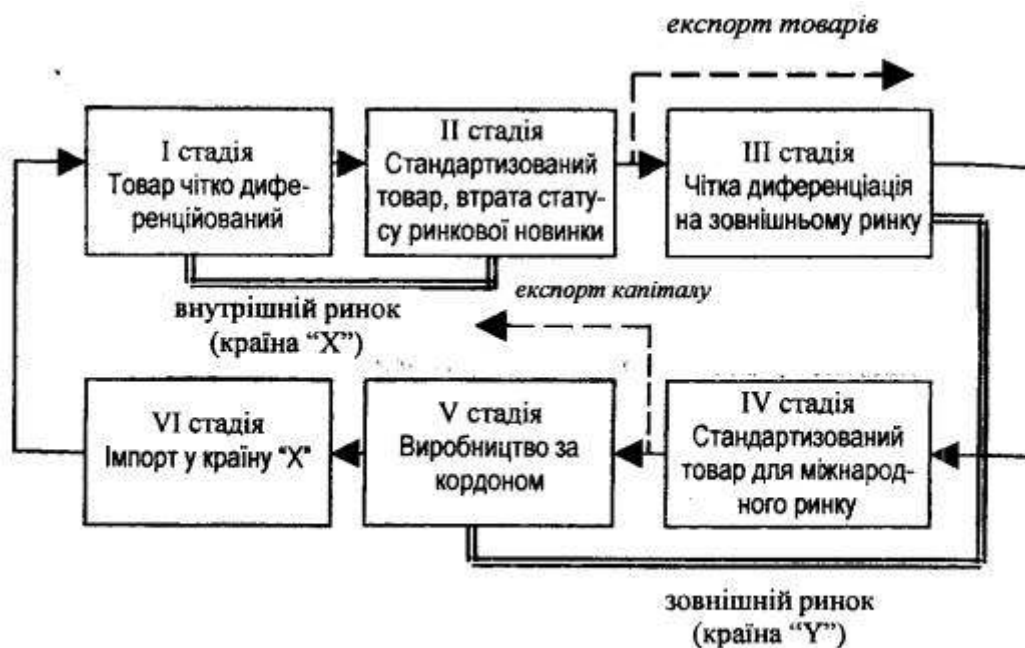 експорт товарів
I стадія
Товар чітко дифе-
ренційований
II стадія
Стандартизований
товар, втрата стату-
су ринкової новинки
III стадія
Чітка диференціація
на зовнішньому ринку
внутрішній ринок
(країна “X”)
експорт капіталу
VI стадія
Імпорт у країну "X"
V стадія
Виробництво за
кордоном
IV стадія
Стандартизований
товар для міжнарод-
ного ринку
зовнішній ринок
(країна “Y”)